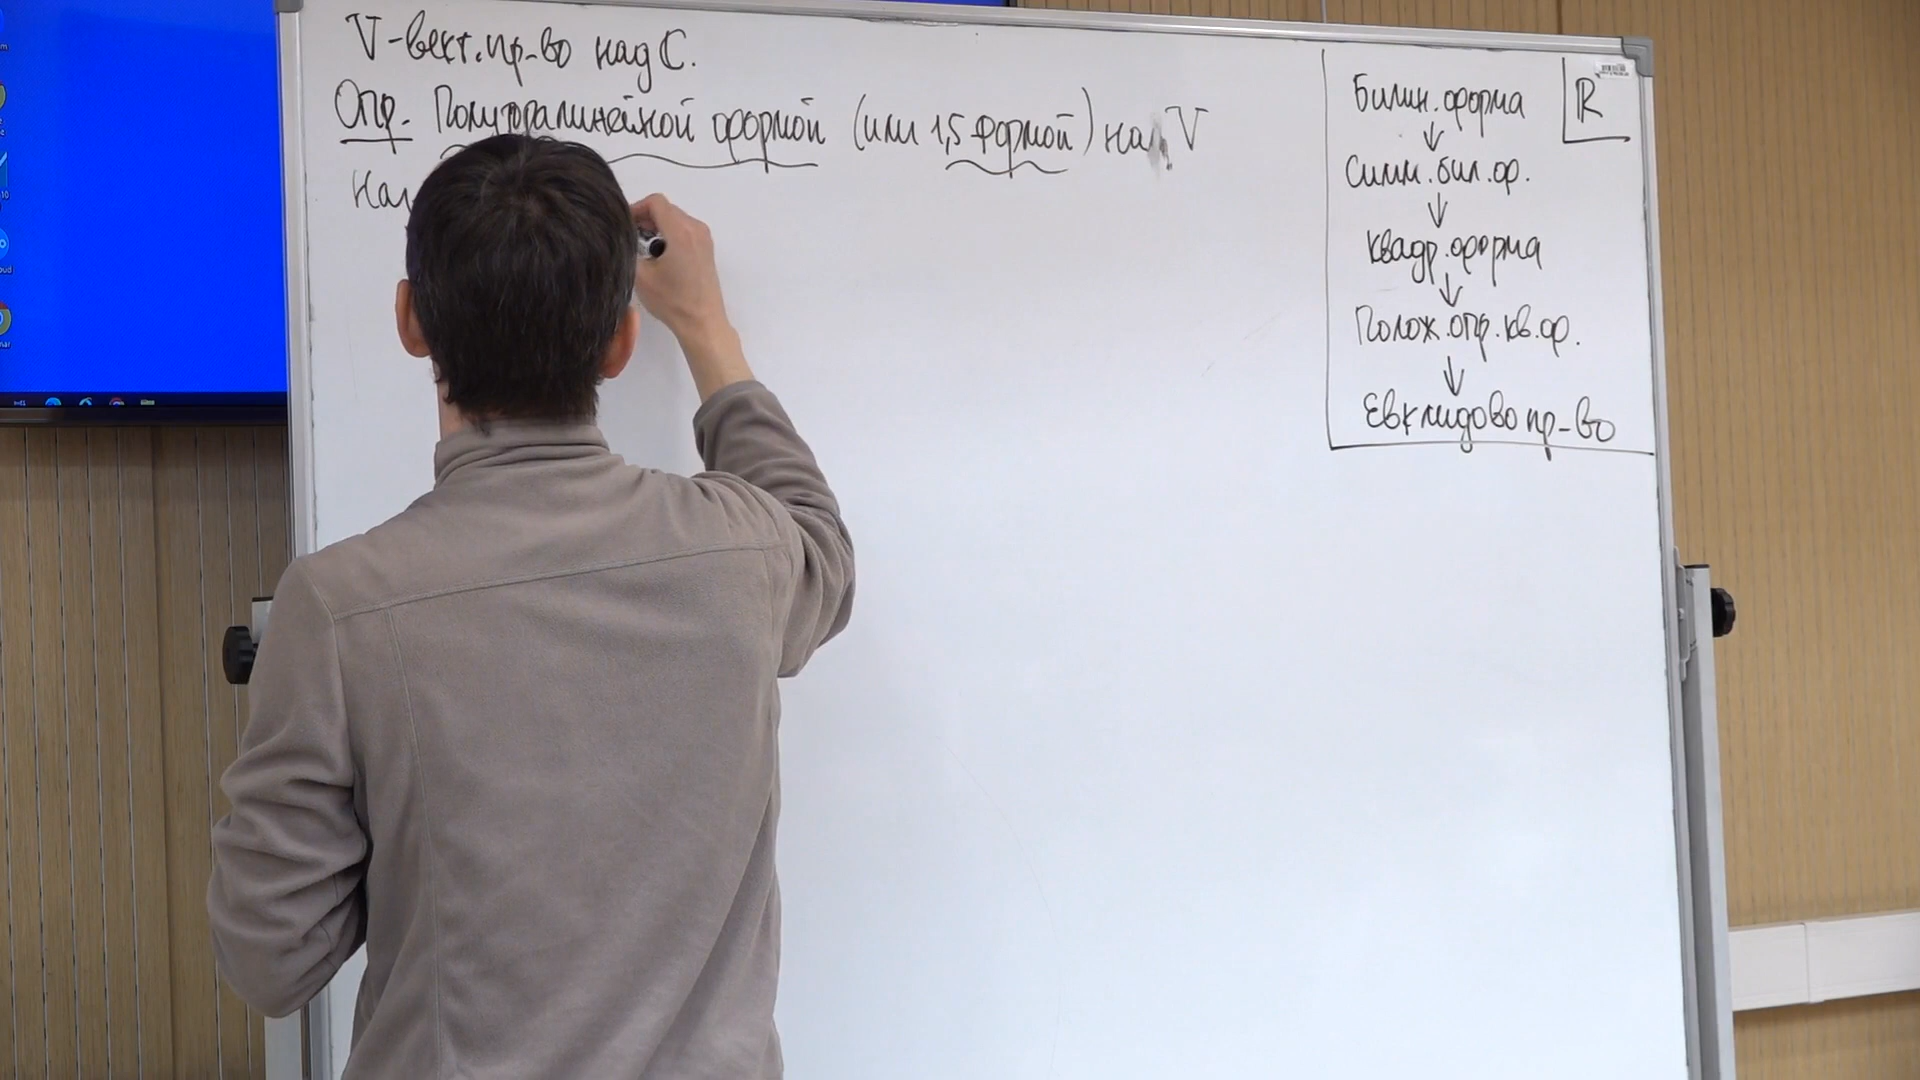 V-вект.пр-во над ℂ.
Опр. Полуторалинейной формой (или 1,5 формой) на V
Билин.форма
ℝ
Симм.бил.ф.
Квадр.форма
Полож.опр.кв.ф.
Евклидово пр-во